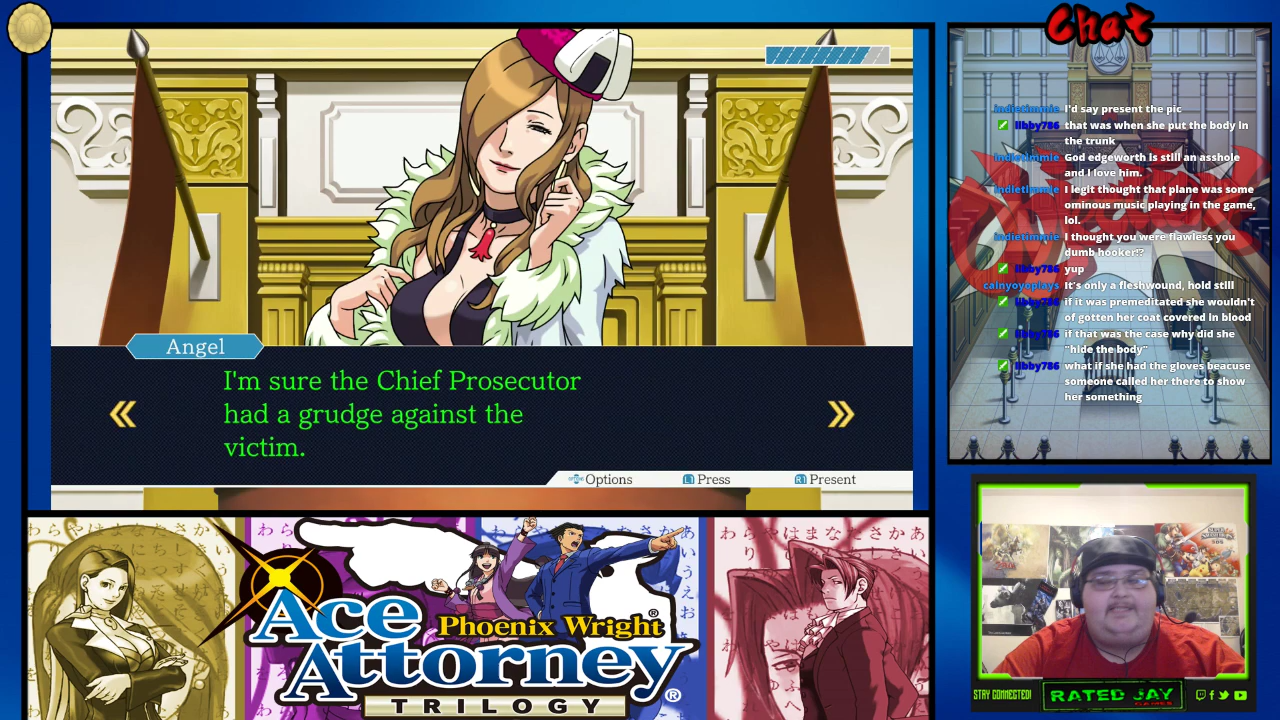 Angel
I'm sure the Chief Prosecutor
had a grudge against the
victim.
Options
Press
Present
Chat
indietimmie I'd say present the pic
libby786 that was when she put the body in
the trunk
indietimmie God edgeworth is still an asshole
and I love him.
indietimmie I legit thought that plane was some
ominous music playing in the game,
lol.
indietimmie I thought you were flawless you
dumb hooker!?
libby786 yup
cainyoyoplays It's only a fleshwound, hold still
libby786 if it was premeditated she wouldn't
of gotten her coat covered in blood
libby786 if that was the case why did she
"hide the body"
libby786 what if she had the gloves beacuse
someone called her there to show
her something
Ace
Phoenix Wright®
Attorney®
TRILOGY
STAY CONNECTED!
RATED JAY
GAMES